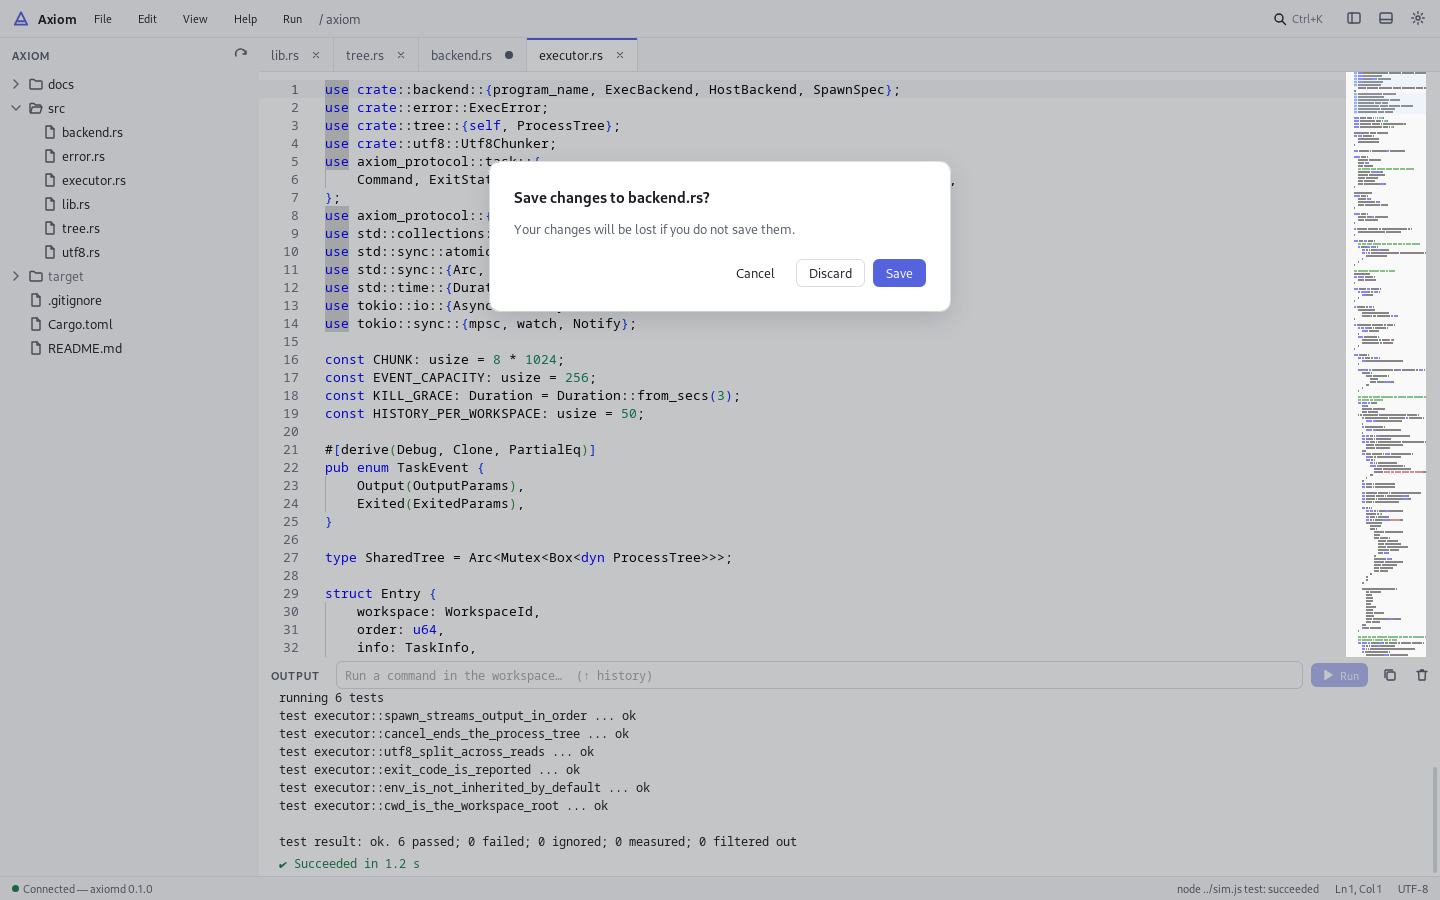 Axiom File Edit View Help Run / axiom Ctrl+K
AXIOM
docs
src
backend.rs
error.rs
executor.rs
lib.rs
tree.rs
utf8.rs
target
.gitignore
Cargo.toml
README.md
lib.rs tree.rs backend.rs executor.rs
1 use crate::backend::{program_name, ExecBackend, HostBackend, SpawnSpec};
2 use crate::error::ExecError;
3 use crate::tree::{self, ProcessTree};
4 use crate::utf8::Utf8Chunker;
5 use axiom_protocol::task::{
6 Command, ExitStat ,
7 };
8 use axiom_protocol::{
9 use std::collections:
10 use std::sync::atomic
11 use std::sync::{Arc,
12 use std::time::{Durat
13 use tokio::io::{Async
14 use tokio::sync::{mpsc, watch, Notify};
15
16 const CHUNK: usize = 8 * 1024;
17 const EVENT_CAPACITY: usize = 256;
18 const KILL_GRACE: Duration = Duration::from_secs(3);
19 const HISTORY_PER_WORKSPACE: usize = 50;
20
21 #[derive(Debug, Clone, PartialEq)]
22 pub enum TaskEvent {
23 Output(OutputParams),
24 Exited(ExitedParams),
25 }
26
27 type SharedTree = Arc<Mutex<Box<dyn ProcessTree>>>;
28
29 struct Entry {
30 workspace: WorkspaceId,
31 order: u64,
32 info: TaskInfo,
Save changes to backend.rs?
Your changes will be lost if you do not save them.
Cancel Discard Save
OUTPUT Run a command in the workspace… (↑ history) Run
running 6 tests
test executor::spawn_streams_output_in_order ... ok
test executor::cancel_ends_the_process_tree ... ok
test executor::utf8_split_across_reads ... ok
test executor::exit_code_is_reported ... ok
test executor::env_is_not_inherited_by_default ... ok
test executor::cwd_is_the_workspace_root ... ok
test result: ok. 6 passed; 0 failed; 0 ignored; 0 measured; 0 filtered out
✔ Succeeded in 1.2 s
Connected — axiomd 0.1.0 node ../sim.js test: succeeded Ln 1, Col 1 UTF-8